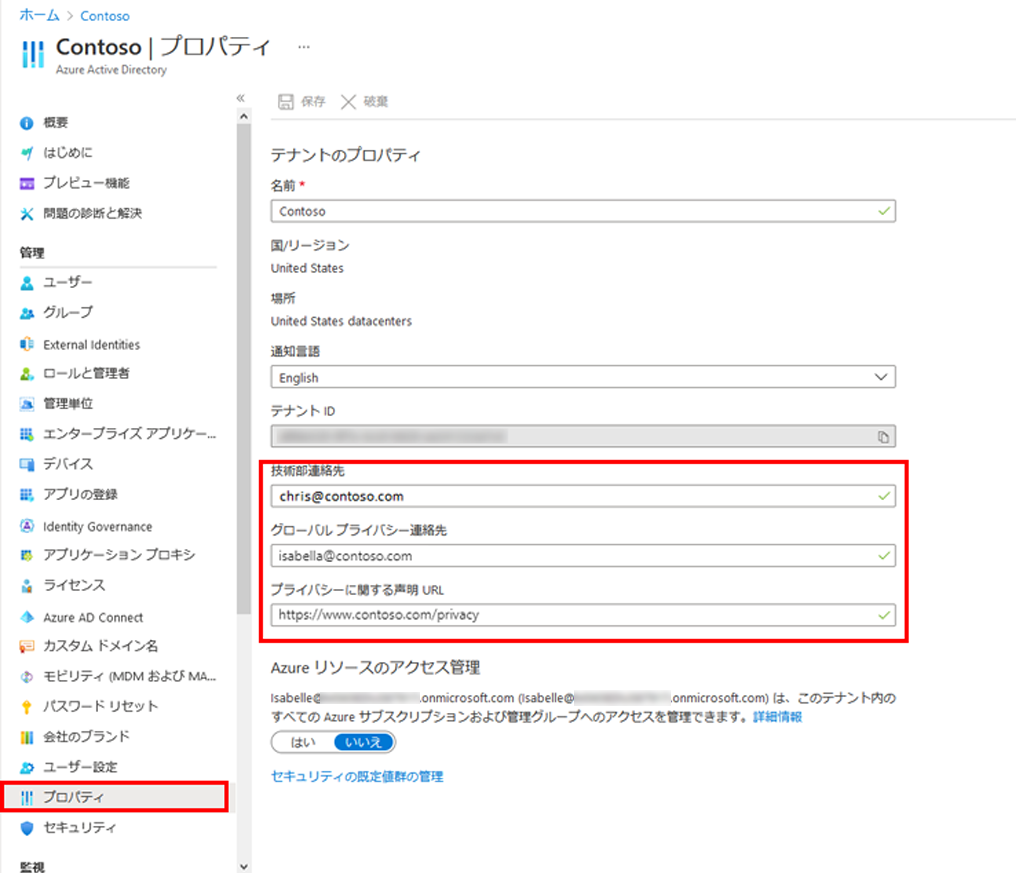 ホーム > Contoso
Contoso | プロパティ ...
Azure Active Directory
保存 破棄
概要
はじめに
プレビュー機能
問題の診断と解決
管理
ユーザー
グループ
External Identities
ロールと管理者
管理単位
エンタープライズ アプリケー...
デバイス
アプリの登録
Identity Governance
アプリケーション プロキシ
ライセンス
Azure AD Connect
カスタム ドメイン名
モビリティ (MDM および MA...
パスワード リセット
会社のブランド
ユーザー設定
プロパティ
セキュリティ
監視
テナントのプロパティ
名前 *
Contoso
国/リージョン
United States
場所
United States datacenters
通知言語
English
テナント ID
技術部連絡先
chris@contoso.com
グローバル プライバシー連絡先
isabella@contoso.com
プライバシーに関する声明 URL
https://www.contoso.com/privacy
Azure リソースのアクセス管理
Isabelle@ .onmicrosoft.com (Isabelle@ .onmicrosoft.com) は、このテナント内の
すべての Azure サブスクリプションおよび管理グループへのアクセスを管理できます。詳細情報
はい いいえ
セキュリティの既定値群の管理